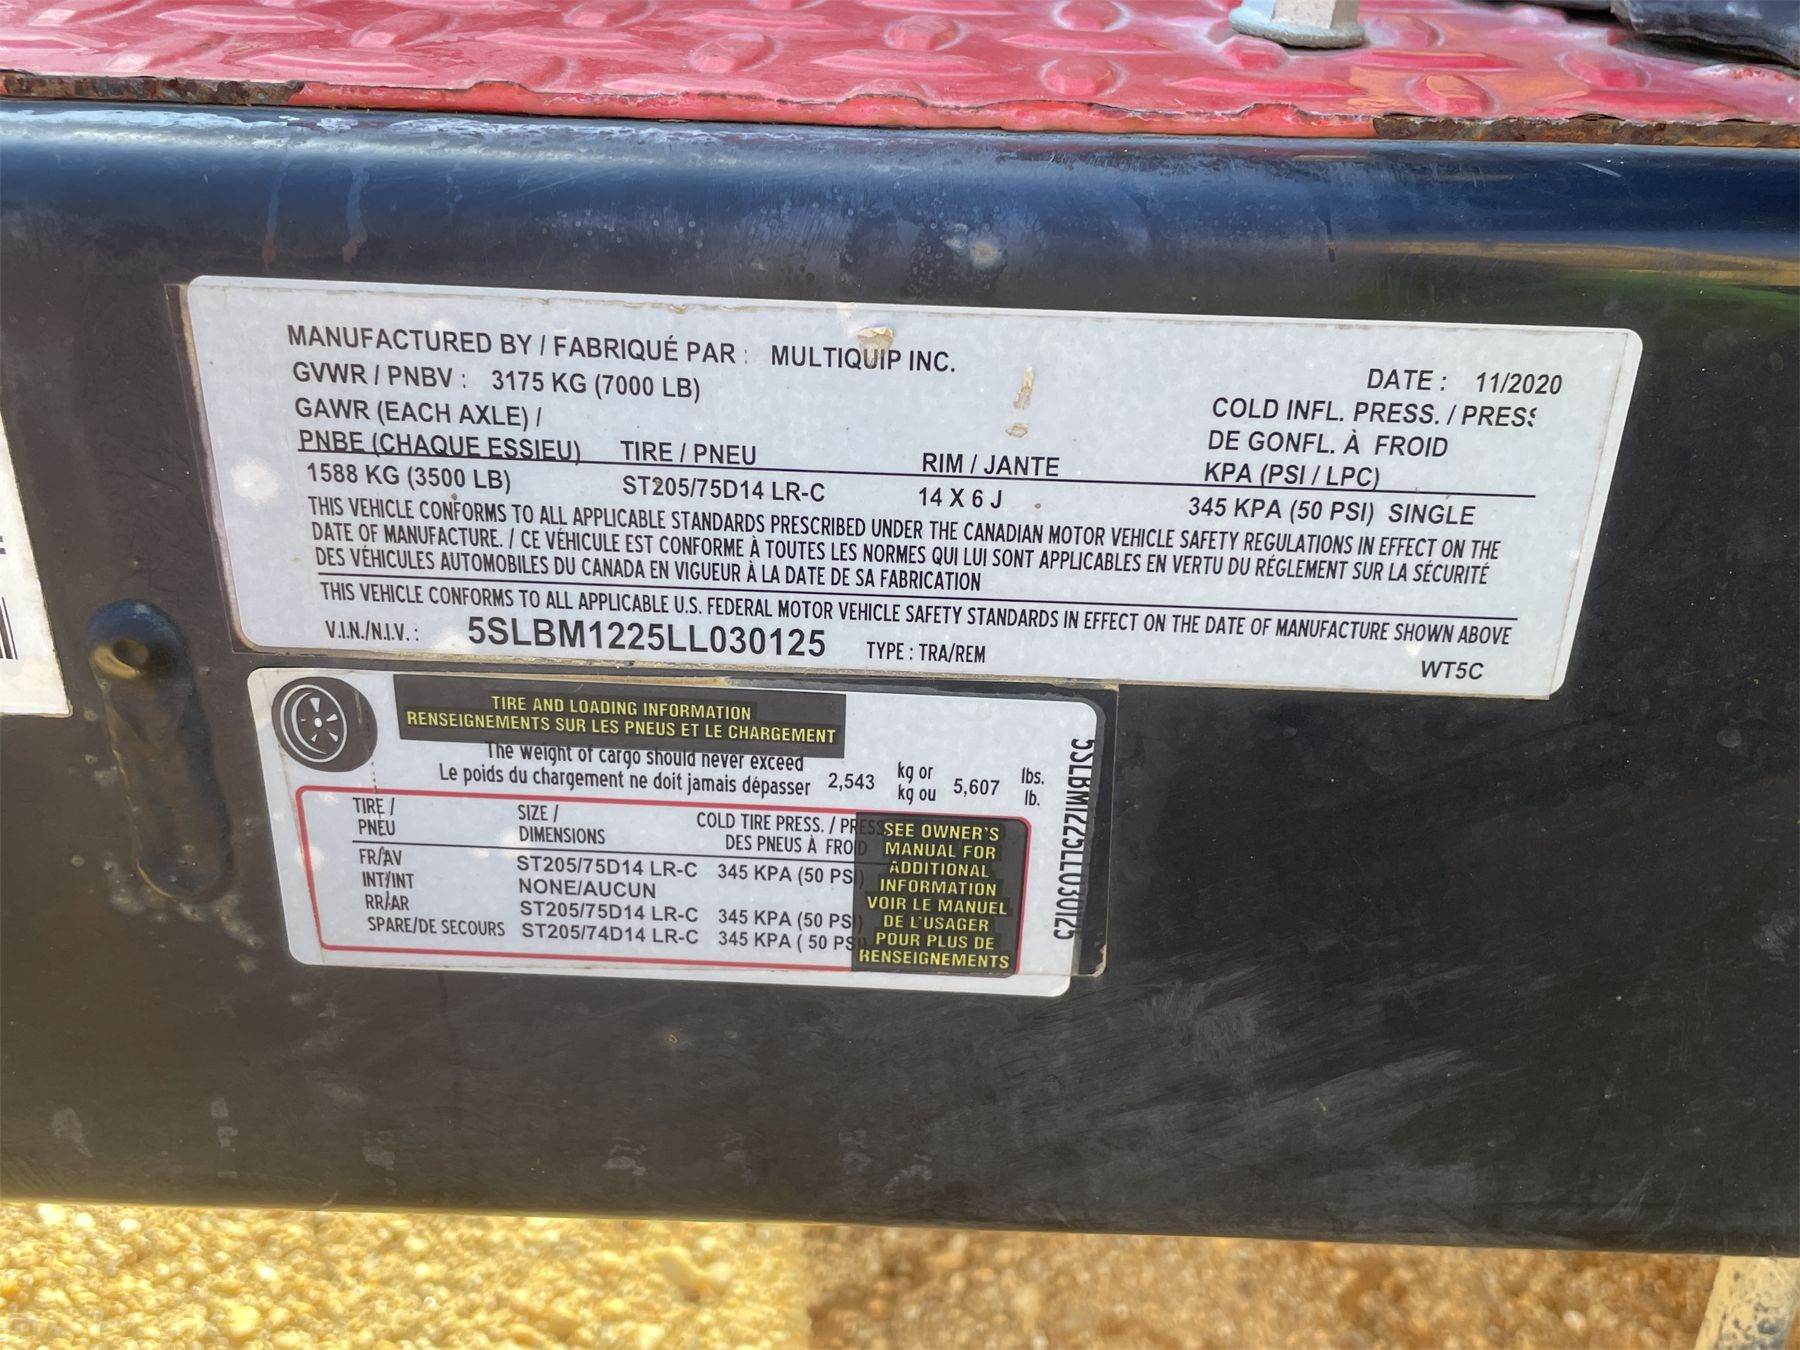 MANUFACTURED BY / FABRIQUÉ PAR : MULTIQUIP INC.
GVWR / PNBV : 3175 KG (7000 LB)
DATE : 11/2020
GAWR (EACH AXLE) /
COLD INFL. PRESS. / PRESS
DE GONFL. À FROID
PNBE (CHAQUE ESSIEU) TIRE / PNEU RIM / JANTE KPA (PSI / LPC)
1588 KG (3500 LB) ST205/75D14 LR-C 14 X 6 J 345 KPA (50 PSI) SINGLE
THIS VEHICLE CONFORMS TO ALL APPLICABLE STANDARDS PRESCRIBED UNDER THE CANADIAN MOTOR VEHICLE SAFETY REGULATIONS IN EFFECT ON THE
DATE OF MANUFACTURE. / CE VÉHICULE EST CONFORME À TOUTES LES NORMES QUI LUI SONT APPLICABLES EN VERTU DU RÉGLEMENT SUR LA SÉCURITÉ
DES VÉHICULES AUTOMOBILES DU CANADA EN VIGUEUR À LA DATE DE SA FABRICATION
THIS VEHICLE CONFORMS TO ALL APPLICABLE U.S. FEDERAL MOTOR VEHICLE SAFETY STANDARDS IN EFFECT ON THE DATE OF MANUFACTURE SHOWN ABOVE
V.I.N./N.I.V. : 5SLBM1225LL030125 TYPE : TRA/REM
WT5C
TIRE AND LOADING INFORMATION
RENSEIGNEMENTS SUR LES PNEUS ET LE CHARGEMENT
The weight of cargo should never exceed
Le poids du chargement ne doit jamais dépasser 2,543 kg or 5,607 lbs.
kg ou lb.
TIRE / SIZE / COLD TIRE PRESS. / PRESS
PNEU DIMENSIONS DES PNEUS À FROID
FR/AV ST205/75D14 LR-C 345 KPA (50 PSI)
INT/INT NONE/AUCUN
RR/AR ST205/75D14 LR-C 345 KPA (50 PSI)
SPARE/DE SECOURS ST205/74D14 LR-C 345 KPA ( 50 PSI)
SEE OWNER'S
MANUAL FOR
ADDITIONAL
INFORMATION
VOIR LE MANUEL
DE L'USAGER
POUR PLUS DE
RENSEIGNEMENTS
5SLBM1225LL030125